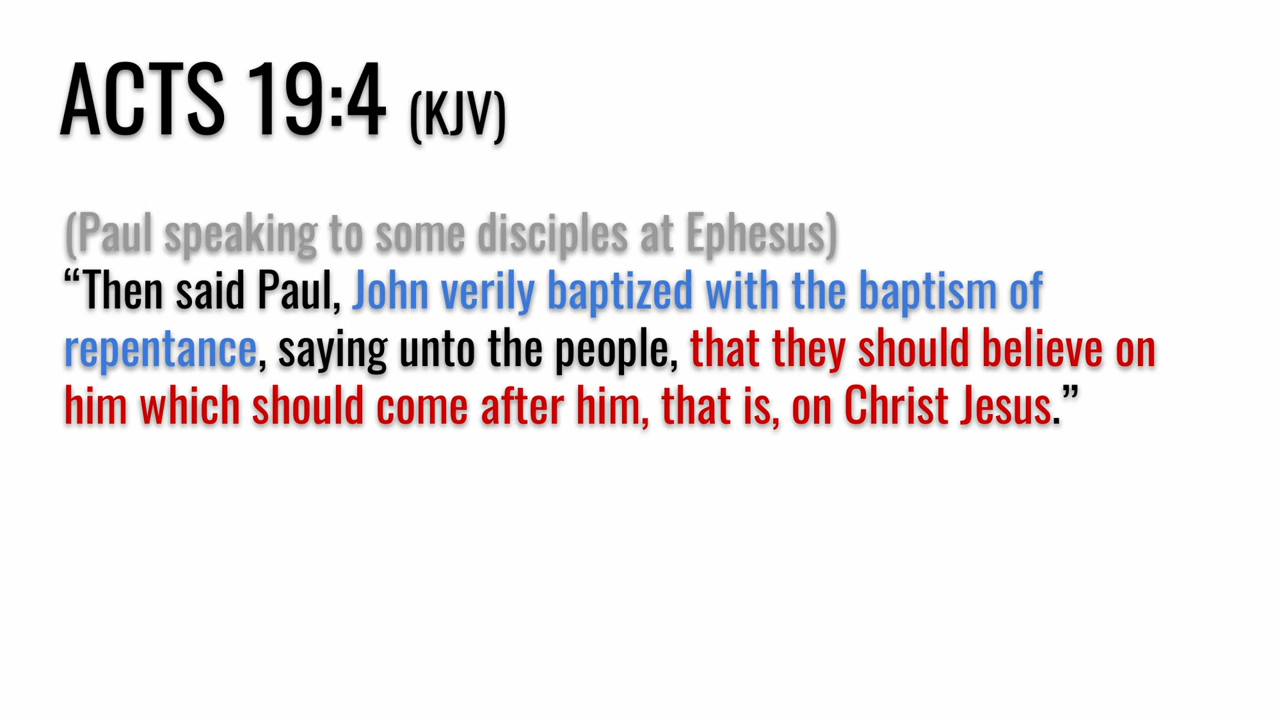 ACTS 19:4 (KJV)
(Paul speaking to some disciples at Ephesus)
“Then said Paul, John verily baptized with the baptism of
repentance, saying unto the people, that they should believe on
him which should come after him, that is, on Christ Jesus.”